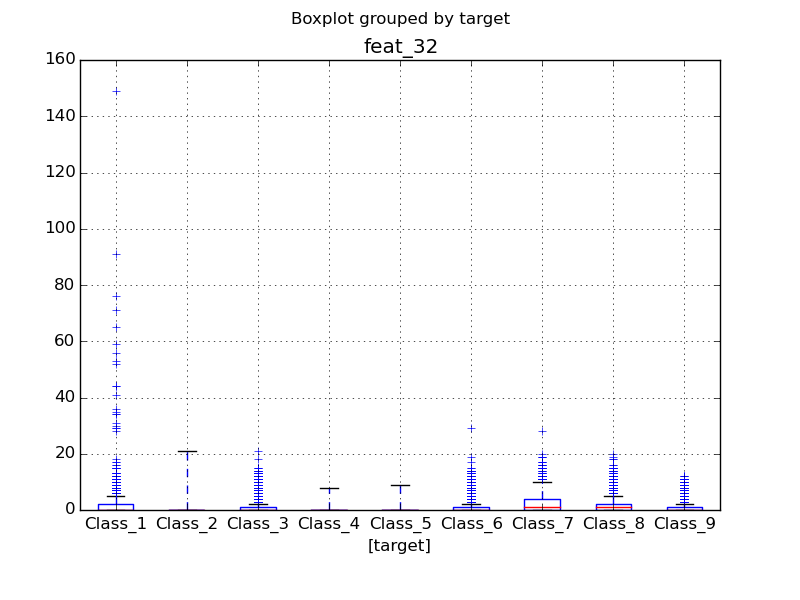 Boxplot grouped by target
feat_32
160
140
120
100
80
60
40
20
0
Class_1 Class_2 Class_3 Class_4 Class_5 Class_6 Class_7 Class_8 Class_9
[target]